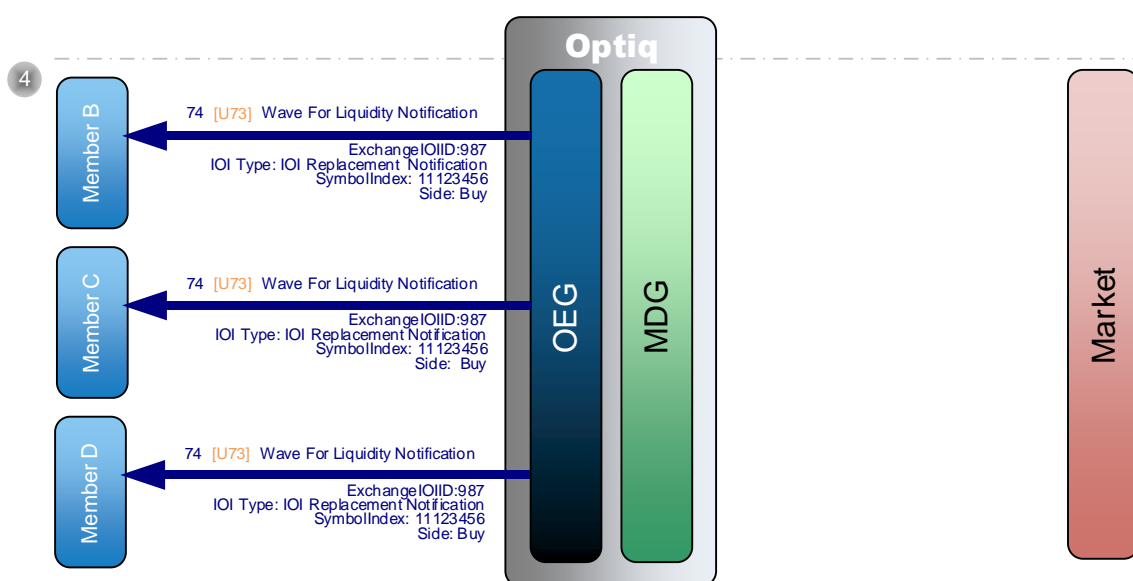 Optiq
4
Member B
74 [U73] Wave For Liquidity Notification
ExchangeIOIID:987
IOI Type: IOI Replacement Notification
SymbolIndex: 11123456
Side: Buy
Member C
74 [U73] Wave For Liquidity Notification
ExchangeIOIID:987
IOI Type: IOI Replacement Notification
SymbolIndex: 11123456
Side: Buy
Member D
74 [U73] Wave For Liquidity Notification
ExchangeIOIID:987
IOI Type: IOI Replacement Notification
SymbolIndex: 11123456
Side: Buy
OEG
MDG
Market